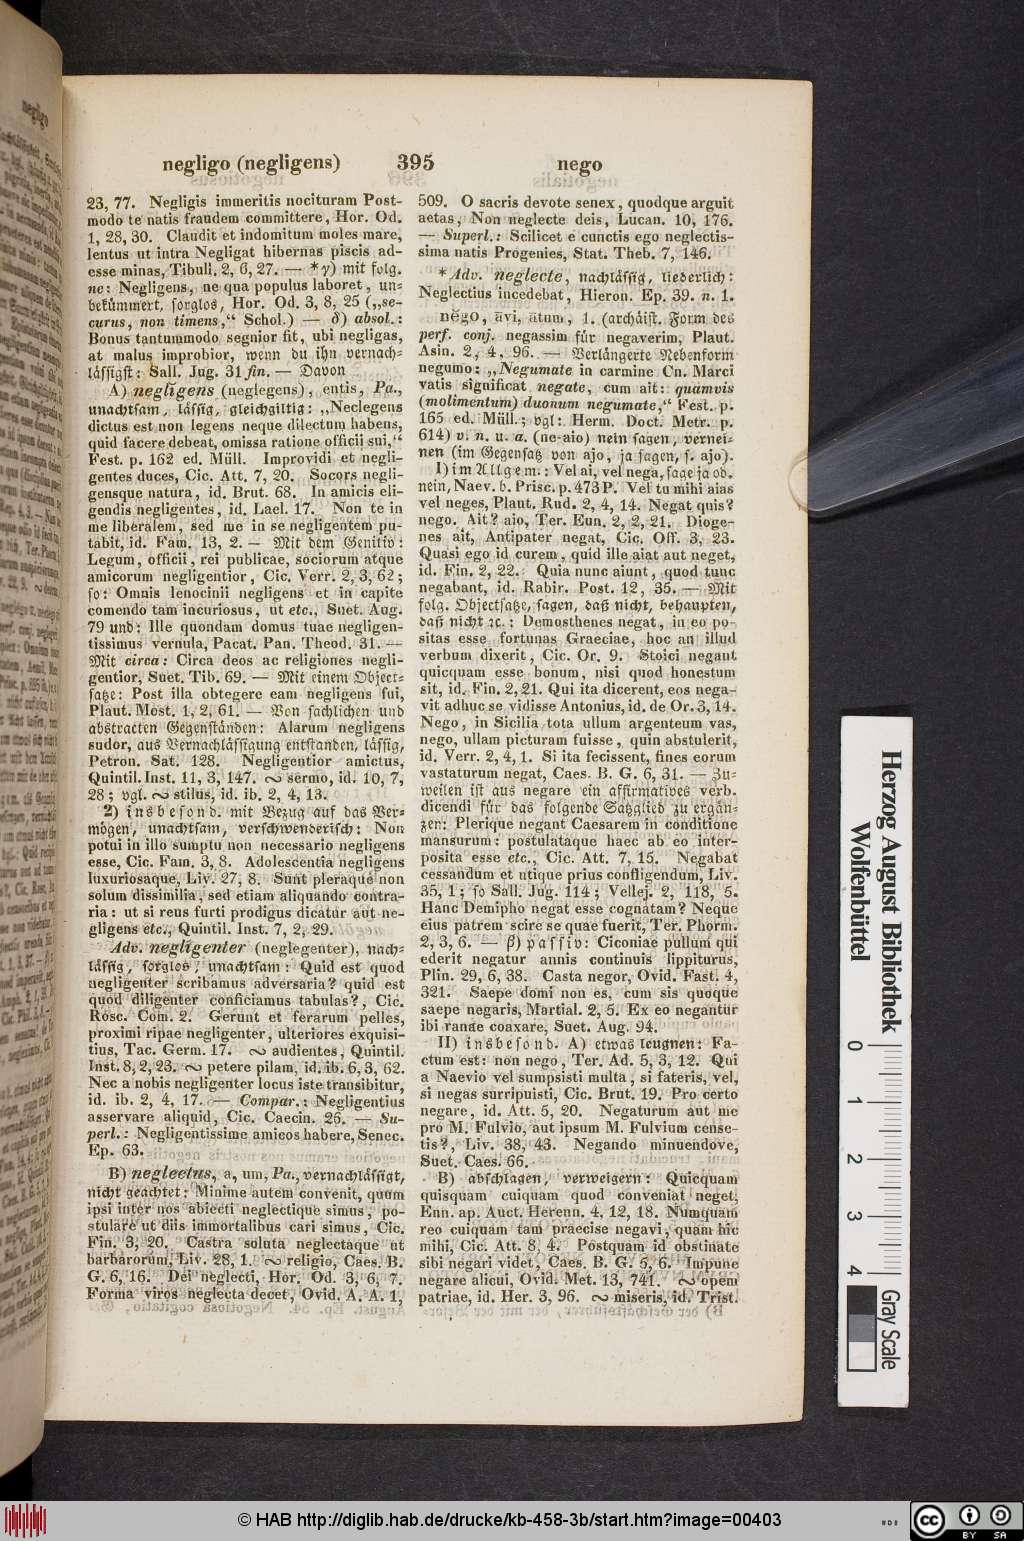 negligo (negligens) 395 nego
23, 77. Negligis immeritis nocituram Post-
modo te natis fraudem committere, Hor. Od.
1, 28, 30. Claudit et indomitum moles mare,
lentus ut intra Negligat hibernas piscis ad-
esse minas, Tibull, 2, 6, 27. — *γ) mit folg.
ne: Negligens, ne qua populus laboret, un-
bekümmert, sorglos, Hor. Od. 3, 8, 25 („se-
curus, non timens,“ Schol.) — δ) absol.:
Bonus tantummodo segnior fit, ubi negligas,
at malus improbior, wenn du ihn vernach-
lässigst: Sall. Jug. 31 fin. — Davon
A) neglĭgens (neglegens), entis, Pa.,
unachtsam, lässig, gleichgiltig: „Neclegens
dictus est non legens neque dilectum habens,
quid facere debeat, omissa ratione officii sui,“
Fest. p. 162 ed. Müll. Improvidi et negli-
gentes duces, Cic. Att. 7, 20. Socors negli-
gensque natura, id. Brut. 68. In amicis eli-
gendis negligentes, id. Lael. 17. Non te in
me liberalem, sed me in se negligentem pu-
tabit, id. Fam. 13, 2. — Mit dem Genitiv:
Legum, officii, rei publicae, sociorum atque
amicorum negligentior, Cic. Verr. 2, 3, 62;
so: Omnis lenocinii negligens et in capite
comendo tam incuriosus, ut etc., Suet. Aug.
79 und: Ille quondam domus tuae negligen-
tissimus vernula, Pacat. Pan. Theod. 31. —
Mit circa: Circa deos ac religiones negli-
gentior, Suet. Tib. 69. — Mit einem Object-
satze: Post illa obtegere eam negligens fui,
Plaut. Most. 1, 2, 61. — Von sachlichen und
abstracten Gegenständen: Alarum negligens
sudor, aus Vernachlässigung entstanden, lässig,
Petron. Sat. 128. Negligentior amictus,
Quintil. Inst. 11, 3, 147. ∾ sermo, id. 10, 7,
28; vgl. ∾ stilus, id. ib. 2, 4, 13.
2) insbesond. mit Bezug auf das Ver-
mögen, unachtsam, verschwenderisch: Non
potui in illo sumptu non necessario negligens
esse, Cic. Fam. 3, 8. Adolescentia negligens
luxuriosaque, Liv. 27, 8. Sunt pleraque non
solum dissimilia, sed etiam aliquando contra-
ria: ut si reus furti prodigus dicatur aut ne-
gligens etc., Quintil. Inst. 7, 2, 29.
Adv. neglĭgenter (neglegenter), nach-
lässig, sorglos, unachtsam: Quid est quod
negligenter scribamus adversaria? quid est
quod diligenter conficiamus tabulas?, Cic.
Rosc. Com. 2. Gerunt et ferarum pelles,
proximi ripae negligenter, ulteriores exquisi-
tius, Tac. Germ. 17. ∾ audientes, Quintil.
Inst. 8, 2, 23. ∾ petere pilam, id. ib. 6, 3, 62.
Nec a nobis negligenter locus iste transibitur,
id. ib. 2, 4, 17. — Compar.: Negligentius
asservare aliquid, Cic. Caecin. 26. — Su-
perl.: Negligentissime amicos habere, Senec.
Ep. 63.
B) neglectus, a, um, Pa., vernachlässigt,
nicht geachtet: Minime autem convenit, quum
ipsi inter nos abiecti neglectique simus, po-
stulare ut diis immortalibus cari simus, Cic.
Fin. 3, 20. Castra soluta neglectaque ut
barbarorum, Liv. 28, 1. ∾ religio, Caes. B.
G. 6, 16. Dei neglecti, Hor. Od. 3, 6, 7.
Forma viros neglecta decet, Ovid. A. A. 1,
509. O sacris devote senex, quodque arguit
aetas, Non neglecte deis, Lucan. 10, 176.
— Superl.: Scilicet e cunctis ego neglectis-
sima natis Progenies, Stat. Theb. 7, 146.
*Adv. neglecte, nachlässig, liederlich:
Neglectius incedebat, Hieron. Ep. 39. n. 1.
nĕgo, āvi, ātum, 1. (archäist. Form des
perf. conj. negassim für negaverim, Plaut.
Asin. 2, 4, 96. — Verlängerte Nebenform
negumo: „Negumate in carmine Cn. Marci
vatis significat negate, cum ait: quamvis
(molimentum) duonum negumate,“ Fest. p.
165 ed. Müll.; vgl: Herm. Doct. Metr. p.
614) v. n. u. a. (ne-aio) nein sagen, vernei-
nen (im Gegensatz von ajo, ja sagen, s. ajo).
I) im Allgem.: Vel ai, vel nega, sage ja od.
nein, Naev. b. Prisc. p. 473 P. Vel tu mihi aias
vel neges, Plaut. Rud. 2, 4, 14. Negat quis?
nego. Ait? aio, Ter. Eun. 2, 2, 21. Dioge-
nes ait, Antipater negat, Cic. Off. 3, 23.
Quasi ego id curem, quid ille aiat aut neget,
id. Fin. 2, 22. Quia nunc aiunt, quod tunc
negabant, id. Rabir. Post. 12, 35. — Mit
folg. Objectsatze, sagen, daß nicht, behaupten,
daß nicht ꝛc.: Demosthenes negat, in eo po-
sitas esse fortunas Graeciae, hoc an illud
verbum dixerit, Cic. Or. 9. Stoici negant
quicquam esse bonum, nisi quod honestum
sit, id. Fin. 2, 21. Qui ita dicerent, eos nega-
vit adhuc se vidisse Antonius, id. de Or. 3, 14.
Nego, in Sicilia tota ullum argenteum vas,
nego, ullam picturam fuisse, quin abstulerit,
id. Verr. 2, 4, 1. Si ita fecissent, fines eorum
vastaturum negat, Caes. B. G. 6, 31. — Zu-
weilen ist aus negare ein affirmatives verb.
dicendi für das folgende Satzglied zu ergän-
zen: Plerique negant Caesarem in conditione
mansurum: postulataque haec ab eo inter-
posita esse etc., Cic. Att. 7, 15. Negabat
cessandum et utique prius confligendum, Liv.
35, 1; so Sall. Jug. 114; Vellej. 2, 118, 5.
Hanc Demipho negat esse cognatam? Neque
eius patrem scire se quae fuerit, Ter. Phorm.
2, 3, 6. — β) passiv: Ciconiae pullum qui
ederit negatur annis continuis lippiturus,
Plin. 29, 6, 38. Casta negor, Ovid. Fast. 4,
321. Saepe domi non es, cum sis quoque
saepe negaris, Martial. 2, 5. Ex eo negantur
ibi ranae coaxare, Suet. Aug. 94.
II) insbesond. A) etwas leugnen: Fa-
ctum est: non nego, Ter. Ad. 5, 3, 12. Qui
a Naevio vel sumpsisti multa, si fateris, vel,
si negas surripuisti, Cic. Brut. 19. Pro certo
negare, id. Att. 5, 20. Negaturum aut me
pro M. Fulvio, aut ipsum M. Fulvium cense-
tis?, Liv. 38, 43. Negando minuendove,
Suet. Caes. 66.
B) abschlagen, verweigern: Quicquam
quisquam cuiquam quod conveniat neget,
Enn. ap. Auct. Herenn. 4, 12, 18. Numquam
reo cuiquam tam praecise negavi, quam hic
mihi, Cic. Att. 8, 4. Postquam id obstinate
sibi negari videt, Caes. B. G. 5, 6. Impune
negare alicui, Ovid. Met. 13, 741. ∾ opem
patriae, id. Her. 3, 96. ∾ miseris, id. Trist.
Herzog August Bibliothek
Wolfenbüttel
0 1 2 3 4
Gray Scale
© HAB http://diglib.hab.de/drucke/kb-458-3b/start.htm?image=00403
cc BY SA